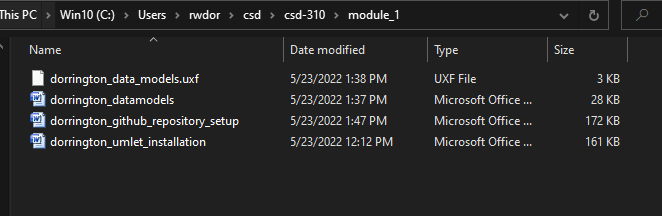 This PC > Win10 (C:) > Users > rwdor > csd > csd-310 > module_1
Name Date modified Type Size
dorrington_data_models.uxf 5/23/2022 1:38 PM UXF File 3 KB
dorrington_datamodels 5/23/2022 1:37 PM Microsoft Office ... 28 KB
dorrington_github_repository_setup 5/23/2022 1:47 PM Microsoft Office ... 172 KB
dorrington_umlet_installation 5/23/2022 12:12 PM Microsoft Office ... 161 KB